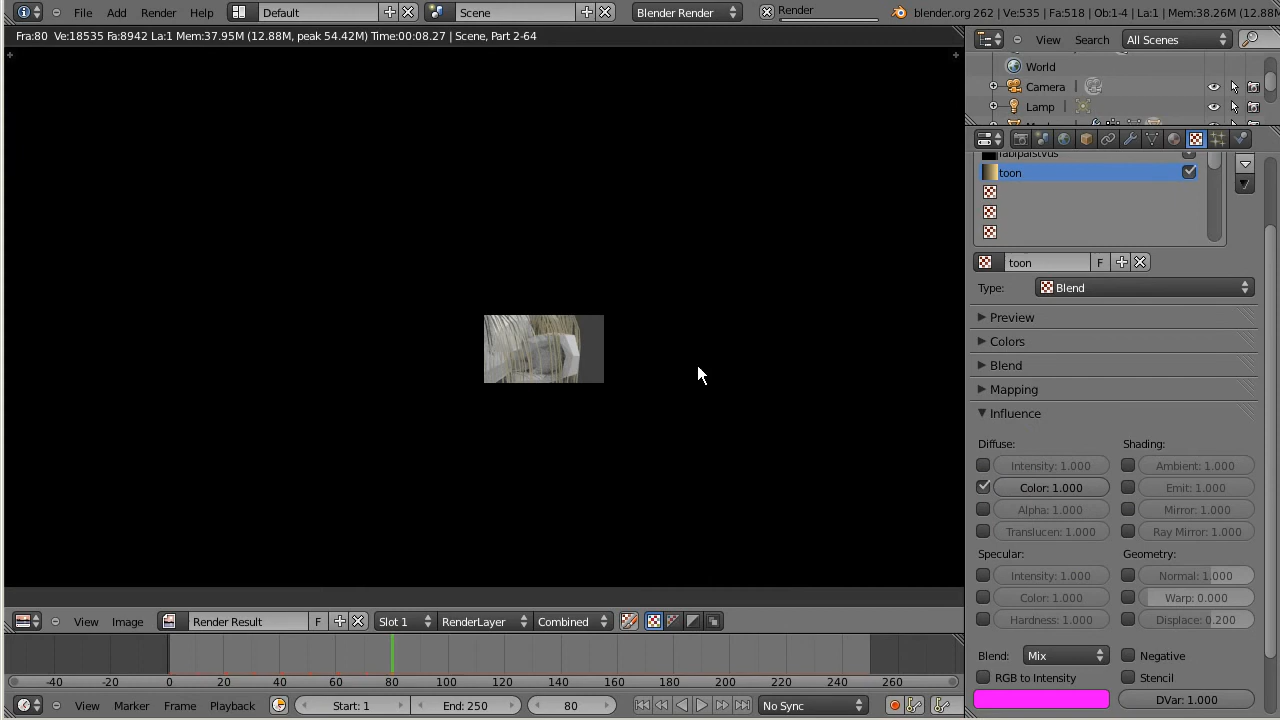 File Add Render Help Default Scene Blender Render Render blender.org 262 | Ve:535 | Fa:518 | Ob:1-4 | La:1 | Mem:38.26M (12.88M
Fra:80 Ve:18535 Fa:8942 La:1 Mem:37.95M (12.88M, peak 54.42M) Time:00:08.27 | Scene, Part 2-64
View Search All Scenes
World
Camera
Lamp
toon
toon F
Type: Blend
Preview
Colors
Blend
Mapping
Influence
Diffuse: Shading:
Intensity: 1.000 Ambient: 1.000
Color: 1.000 Emit: 1.000
Alpha: 1.000 Mirror: 1.000
Translucen: 1.000 Ray Mirror: 1.000
Specular: Geometry:
Intensity: 1.000 Normal: 1.000
Color: 1.000 Warp: 0.000
Hardness: 1.000 Displace: 0.200
Blend: Mix Negative
RGB to Intensity Stencil
DVar: 1.000
View Image Render Result F Slot 1 RenderLayer Combined
-40 -20 0 20 40 60 80 100 120 140 160 180 200 220 240 260
View Marker Frame Playback Start: 1 End: 250 80 No Sync